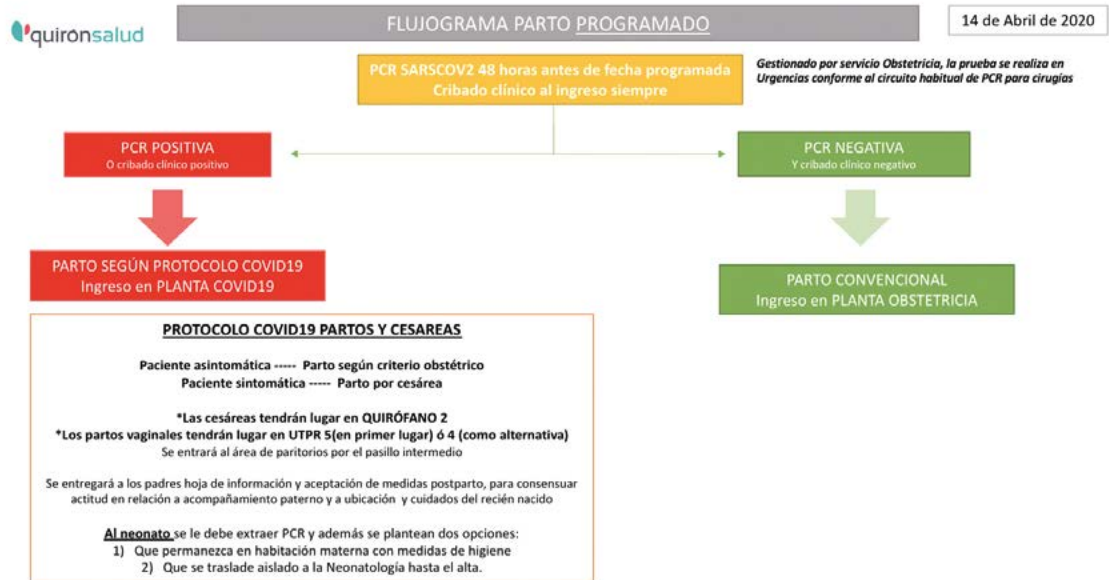 quirónsalud
FLUJOGRAMA PARTO PROGRAMADO
14 de Abril de 2020
PCR SARSCOV2 48 horas antes de fecha programada
Cribado clínico al ingreso siempre
Gestionado por servicio Obstetricia, la prueba se realiza en
Urgencias conforme al circuito habitual de PCR para cirugías
PCR POSITIVA
O cribado clínico positivo
PCR NEGATIVA
Y cribado clínico negativo
PARTO SEGÚN PROTOCOLO COVID19
Ingreso en PLANTA COVID19
PARTO CONVENCIONAL
Ingreso en PLANTA OBSTETRICIA
PROTOCOLO COVID19 PARTOS Y CESAREAS
Paciente asintomática ----- Parto según criterio obstétrico
Paciente sintomática ----- Parto por cesárea
*Las cesáreas tendrán lugar en QUIRÓFANO 2
*Los partos vaginales tendrán lugar en UTPR 5(en primer lugar) ó 4 (como alternativa)
Se entrará al área de paritorios por el pasillo intermedio
Se entregará a los padres hoja de información y aceptación de medidas postparto, para consensuar
actitud en relación a acompañamiento paterno y a ubicación y cuidados del recién nacido
Al neonato se le debe extraer PCR y además se plantean dos opciones:
1) Que permanezca en habitación materna con medidas de higiene
2) Que se traslade aislado a la Neonatología hasta el alta.